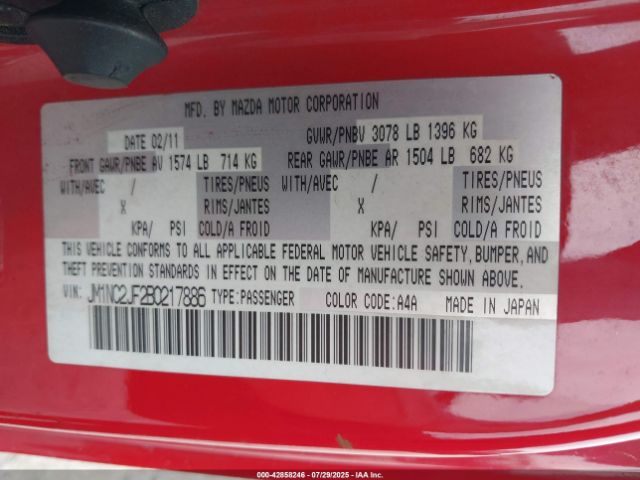 MFD. BY MAZDA MOTOR CORPORATION
DATE 02/11 GVWR/PNBV 3078 LB 1396 KG
FRONT GAWR/PNBE AV 1574 LB 714 KG REAR GAWR/PNBE AR 1504 LB 682 KG
WITH/AVEC / TIRES/PNEUS WITH/AVEC / TIRES/PNEUS
X RIMS/JANTES X RIMS/JANTES
KPA/ PSI COLD/A FROID KPA/ PSI COLD/A FROID
THIS VEHICLE CONFORMS TO ALL APPLICABLE FEDERAL MOTOR VEHICLE SAFETY, BUMPER, AND
THEFT PREVENTION STANDARDS IN EFFECT ON THE DATE OF MANUFACTURE SHOWN ABOVE.
VIN: JM1NC2JF2B0217886 TYPE:PASSENGER COLOR CODE:A4A MADE IN JAPAN
000-42858246 - 07/29/2025 - IAA Inc.